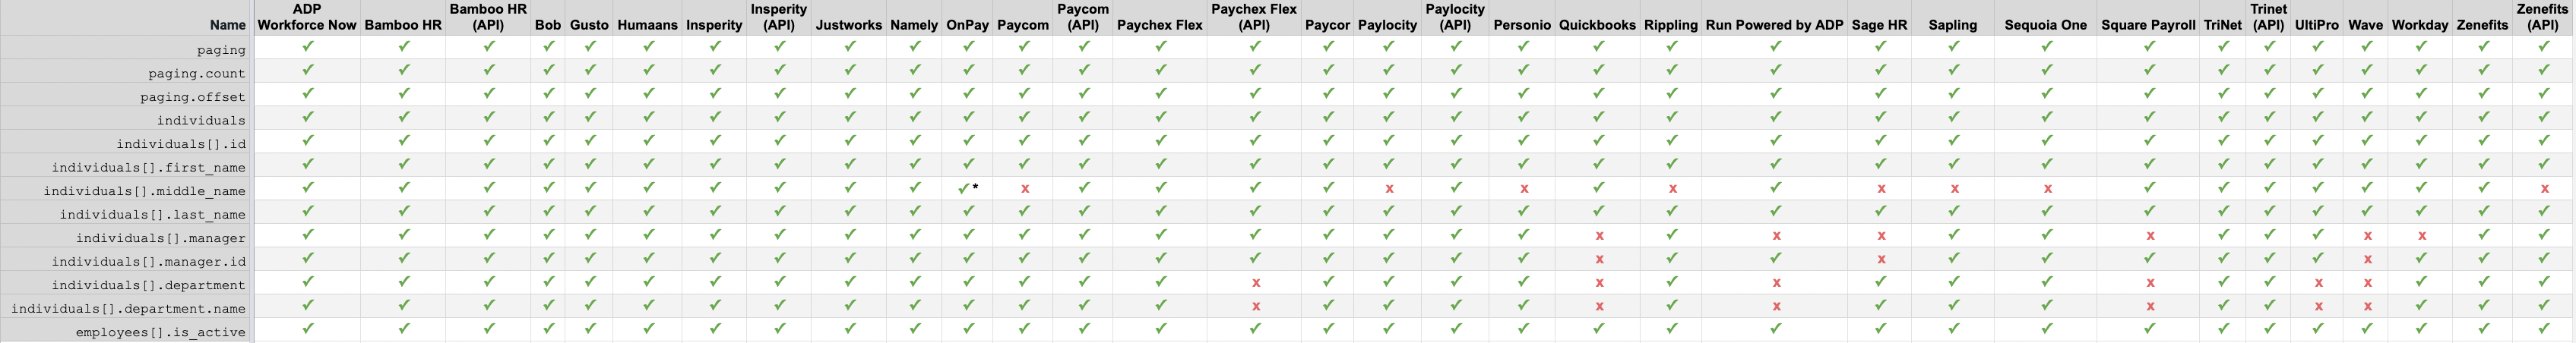 ADP Workforce Now Bamboo HR Bamboo HR (API) Bob Gusto Humaans Insperity Insperity (API) Justworks Namely OnPay Paycom Paycom (API) Paychex Flex Paychex Flex (API) Paycor Paylocity Paylocity (API) Personio Quickbooks Rippling Run Powered by ADP Sage HR Sapling Sequoia One Square Payroll TriNet Trinet (API) UltiPro Wave Workday Zenefits Zenefits (API)
Name
paging ✓ ✓ ✓ ✓ ✓ ✓ ✓ ✓ ✓ ✓ ✓ ✓ ✓ ✓ ✓ ✓ ✓ ✓ ✓ ✓ ✓ ✓ ✓ ✓ ✓ ✓ ✓ ✓ ✓ ✓ ✓ ✓ ✓
paging.count ✓ ✓ ✓ ✓ ✓ ✓ ✓ ✓ ✓ ✓ ✓ ✓ ✓ ✓ ✓ ✓ ✓ ✓ ✓ ✓ ✓ ✓ ✓ ✓ ✓ ✓ ✓ ✓ ✓ ✓ ✓ ✓ ✓
paging.offset ✓ ✓ ✓ ✓ ✓ ✓ ✓ ✓ ✓ ✓ ✓ ✓ ✓ ✓ ✓ ✓ ✓ ✓ ✓ ✓ ✓ ✓ ✓ ✓ ✓ ✓ ✓ ✓ ✓ ✓ ✓ ✓ ✓
individuals ✓ ✓ ✓ ✓ ✓ ✓ ✓ ✓ ✓ ✓ ✓ ✓ ✓ ✓ ✓ ✓ ✓ ✓ ✓ ✓ ✓ ✓ ✓ ✓ ✓ ✓ ✓ ✓ ✓ ✓ ✓ ✓ ✓
individuals[].id ✓ ✓ ✓ ✓ ✓ ✓ ✓ ✓ ✓ ✓ ✓ ✓ ✓ ✓ ✓ ✓ ✓ ✓ ✓ ✓ ✓ ✓ ✓ ✓ ✓ ✓ ✓ ✓ ✓ ✓ ✓ ✓ ✓
individuals[].first_name ✓ ✓ ✓ ✓ ✓ ✓ ✓ ✓ ✓ ✓ ✓ ✓ ✓ ✓ ✓ ✓ ✓ ✓ ✓ ✓ ✓ ✓ ✓ ✓ ✓ ✓ ✓ ✓ ✓ ✓ ✓ ✓ ✓
individuals[].middle_name ✓ ✓ ✓ ✓ ✓ ✓ ✓ ✓ ✓ ✓ ✓* x ✓ ✓ ✓ ✓ x ✓ x ✓ x ✓ x x x ✓ ✓ ✓ ✓ ✓ ✓ ✓ x
individuals[].last_name ✓ ✓ ✓ ✓ ✓ ✓ ✓ ✓ ✓ ✓ ✓ ✓ ✓ ✓ ✓ ✓ ✓ ✓ ✓ ✓ ✓ ✓ ✓ ✓ ✓ ✓ ✓ ✓ ✓ ✓ ✓ ✓ ✓
individuals[].manager ✓ ✓ ✓ ✓ ✓ ✓ ✓ ✓ ✓ ✓ ✓ ✓ ✓ ✓ ✓ ✓ ✓ ✓ ✓ x ✓ x x ✓ ✓ x ✓ ✓ ✓ x x ✓ ✓
individuals[].manager.id ✓ ✓ ✓ ✓ ✓ ✓ ✓ ✓ ✓ ✓ ✓ ✓ ✓ ✓ ✓ ✓ ✓ ✓ ✓ x ✓ ✓ x ✓ ✓ ✓ ✓ ✓ ✓ x ✓ ✓ ✓
individuals[].department ✓ ✓ ✓ ✓ ✓ ✓ ✓ ✓ ✓ ✓ ✓ ✓ ✓ ✓ x ✓ ✓ ✓ ✓ x ✓ x ✓ ✓ ✓ x ✓ ✓ x x ✓ ✓ ✓
individuals[].department.name ✓ ✓ ✓ ✓ ✓ ✓ ✓ ✓ ✓ ✓ ✓ ✓ ✓ ✓ x ✓ ✓ ✓ ✓ x ✓ x ✓ ✓ ✓ x ✓ ✓ x x ✓ ✓ ✓
employees[].is_active ✓ ✓ ✓ ✓ ✓ ✓ ✓ ✓ ✓ ✓ ✓ ✓ ✓ ✓ ✓ ✓ ✓ ✓ ✓ ✓ ✓ ✓ ✓ ✓ ✓ ✓ ✓ ✓ ✓ ✓ ✓ ✓ ✓